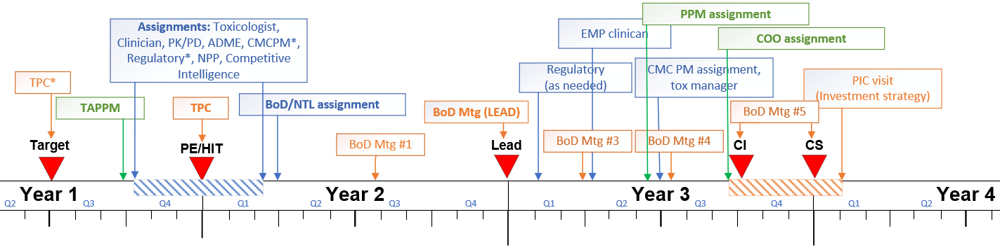 PPM assignment
Assignments: Toxicologist,
Clinician, PK/PD, ADME, CMCPM*,
Regulatory*, NPP, Competitive
Intelligence
EMP clinican
COO assignment
TPC*
Regulatory
(as needed)
CMC PM assignment,
tox manager
PIC visit
(Investment strategy)
TAPPM
TPC
BoD/NTL assignment
BoD Mtg (LEAD)
BoD Mtg #5
BoD Mtg #1
BoD Mtg #3
BoD Mtg #4
Target
PE/HIT
Lead
CI
CS
Year 1
Year 2
Year 3
Year 4
Q2
Q3
Q4
Q1
Q2
Q3
Q4
Q1
Q2
Q3
Q4
Q1
Q2